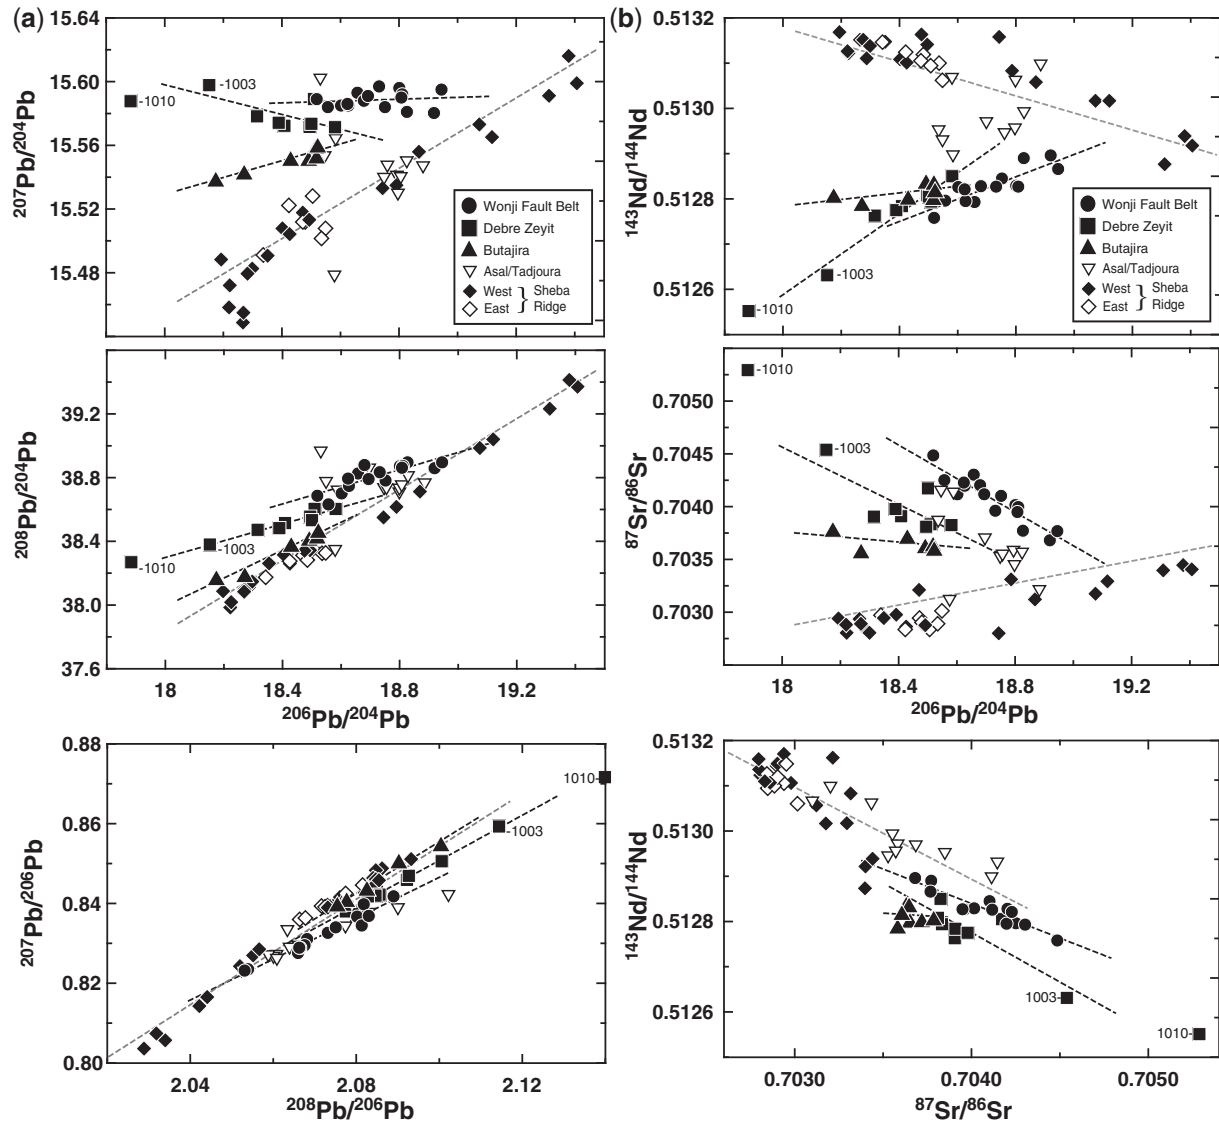 (a)
15.64
15.60
15.56
15.52
15.48
207Pb/204Pb
-1003
-1010
Wonji Fault Belt
Debre Zeyit
Butajira
Asal/Tadjoura
West } Sheba
East Ridge
39.2
38.8
38.4
38.0
37.6
208Pb/204Pb
-1003
-1010
18 18.4 18.8 19.2
206Pb/204Pb
0.88
0.86
0.84
0.82
0.80
207Pb/206Pb
1010-
-1003
2.04 2.08 2.12
208Pb/206Pb
(b)
0.5132
0.5130
0.5128
0.5126
143Nd/144Nd
-1003
-1010
Wonji Fault Belt
Debre Zeyit
Butajira
Asal/Tadjoura
West } Sheba
East Ridge
0.7050
0.7045
0.7040
0.7035
0.7030
87Sr/86Sr
-1010
-1003
18 18.4 18.8 19.2
206Pb/204Pb
0.5132
0.5130
0.5128
0.5126
143Nd/144Nd
1003-
1010-
0.7030 0.7040 0.7050
87Sr/86Sr